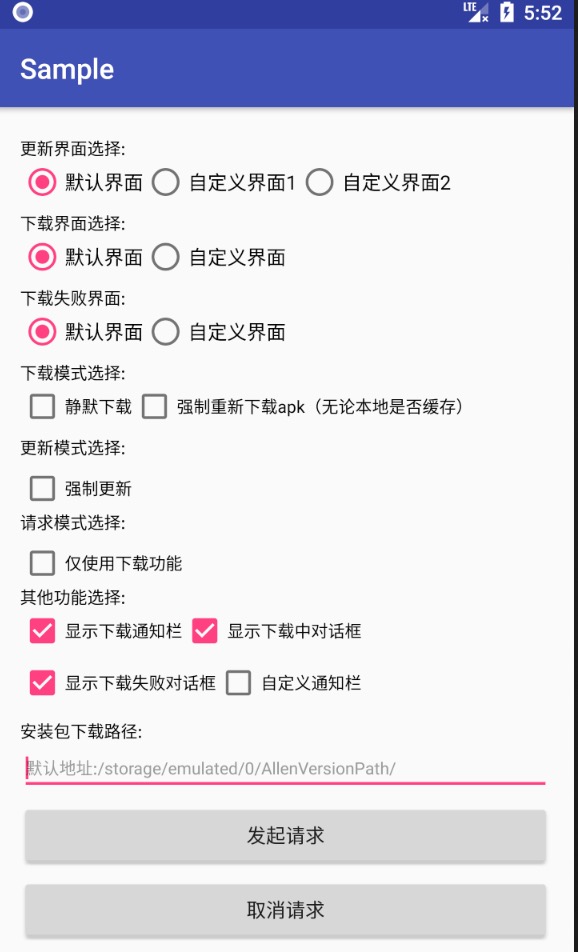 LTE 5:52
Sample
更新界面选择:
默认界面 自定义界面1 自定义界面2
下载界面选择:
默认界面 自定义界面
下载失败界面:
默认界面 自定义界面
下载模式选择:
静默下载 强制重新下载apk（无论本地是否缓存）
更新模式选择:
强制更新
请求模式选择:
仅使用下载功能
其他功能选择:
显示下载通知栏 显示下载中对话框
显示下载失败对话框 自定义通知栏
安装包下载路径:
默认地址:/storage/emulated/0/AllenVersionPath/
发起请求
取消请求